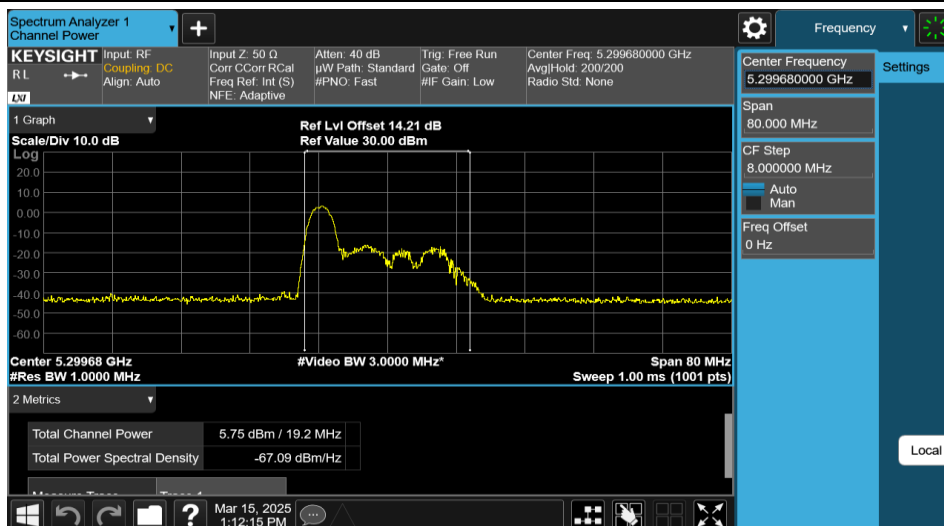 Spectrum Analyzer 1
Channel Power
Frequency
KEYSIGHT
R L
LXI
Input: RF
Coupling: DC
Align: Auto
Input Z: 50 Ω
Corr CCorr RCal
Freq Ref: Int (S)
NFE: Adaptive
Atten: 40 dB
µW Path: Standard
#PNO: Fast
Trig: Free Run
Gate: Off
#IF Gain: Low
Center Freq: 5.299680000 GHz
Avg|Hold: 200/200
Radio Std: None
Center Frequency
5.299680000 GHz
Settings
Span
80.000 MHz
CF Step
8.000000 MHz
Auto
Man
Freq Offset
0 Hz
Local
1 Graph
Scale/Div 10.0 dB
Ref Lvl Offset 14.21 dB
Ref Value 30.00 dBm
Log
20.0
10.0
0.00
-10.0
-20.0
-30.0
-40.0
-50.0
-60.0
Center 5.29968 GHz
#Video BW 3.0000 MHz*
Span 80 MHz
#Res BW 1.0000 MHz
Sweep 1.00 ms (1001 pts)
2 Metrics
Total Channel Power 5.75 dBm / 19.2 MHz
Total Power Spectral Density -67.09 dBm/Hz
?
Mar 15, 2025
1:12:15 PM